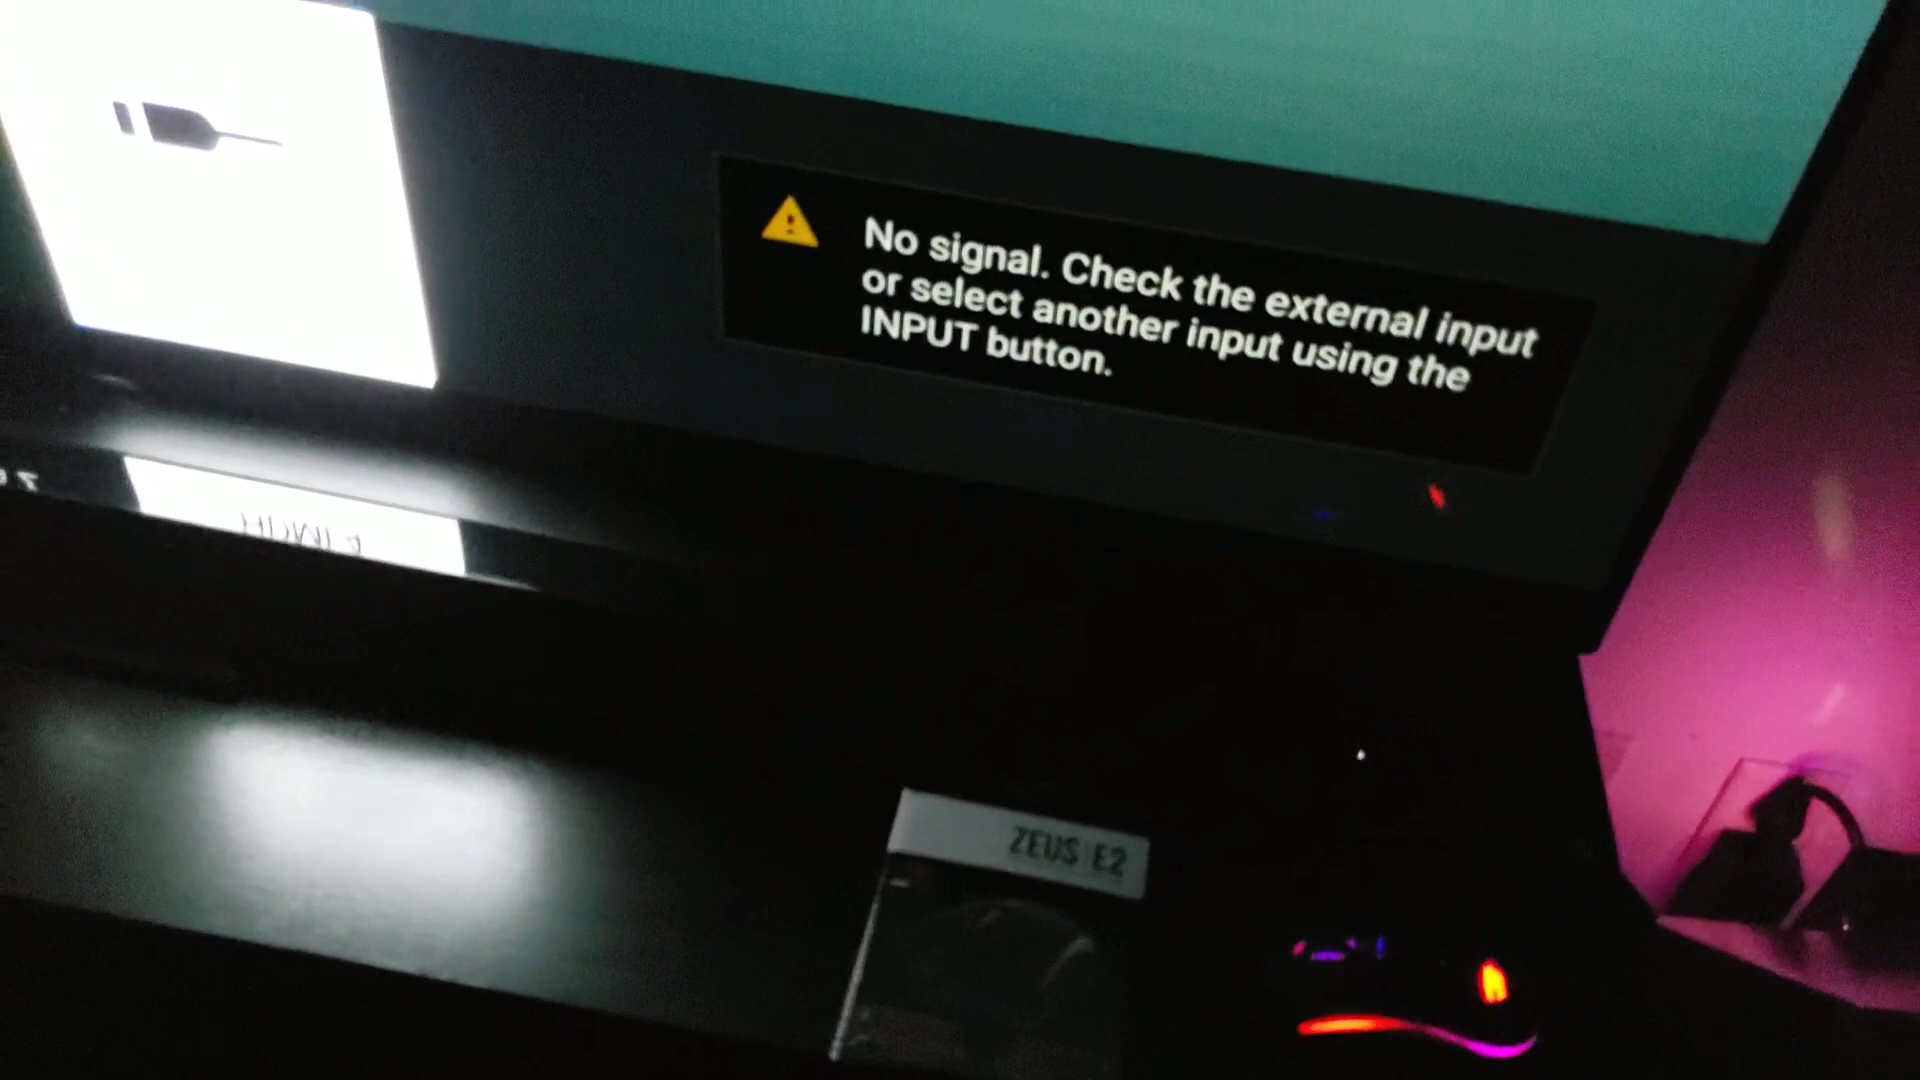 No signal. Check the external input
or select another input using the
INPUT button.
ZEUS E2